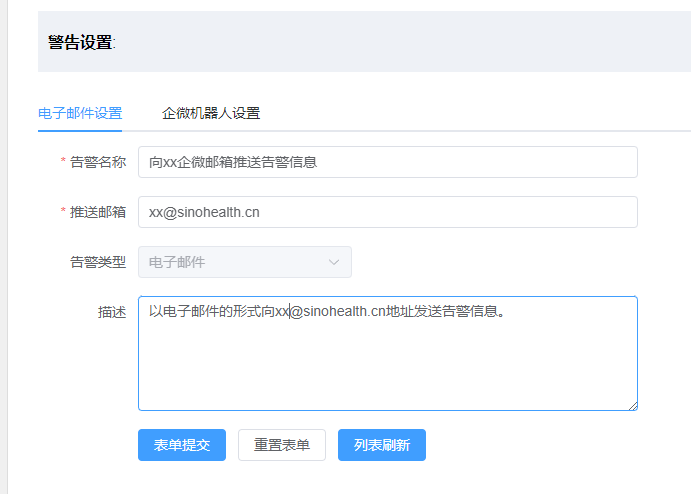 警告设置:
电子邮件设置 企微机器人设置
* 告警名称 向xx企微邮箱推送告警信息
* 推送邮箱 xx@sinohealth.cn
告警类型 电子邮件
描述 以电子邮件的形式向xx@sinohealth.cn地址发送告警信息。
表单提交 重置表单 列表刷新